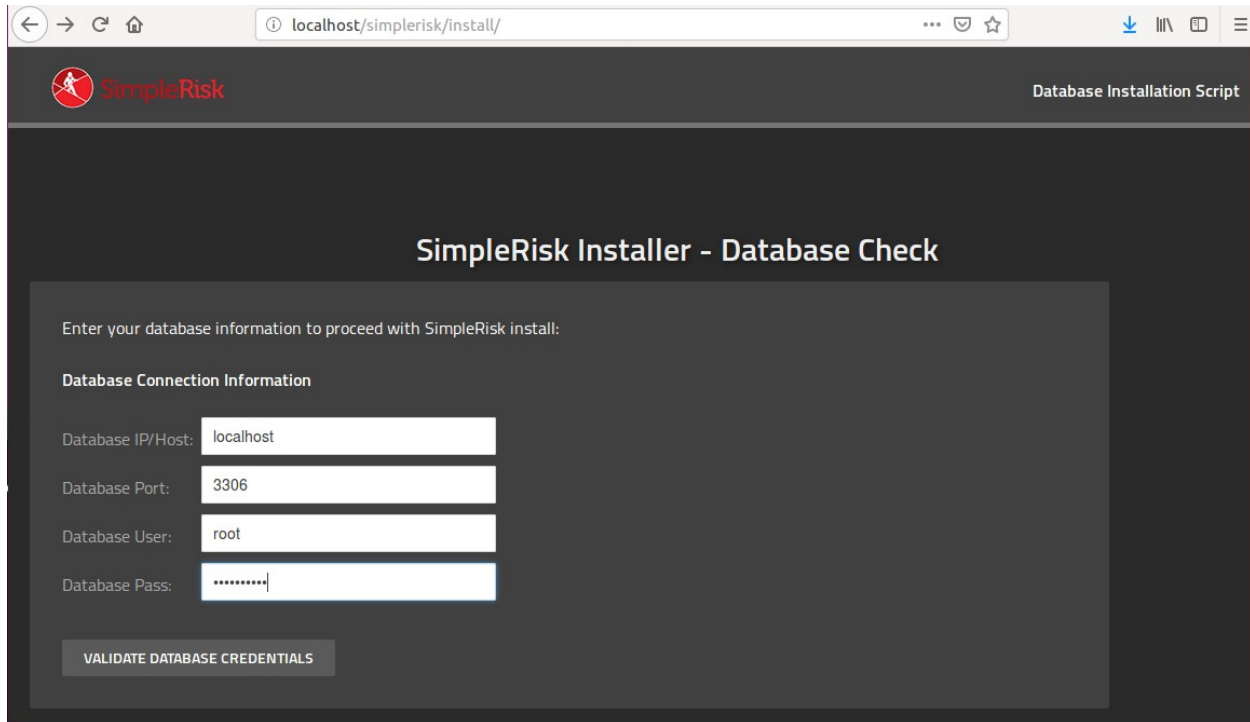 localhost/simplerisk/install/
SimpleRisk
Database Installation Script
SimpleRisk Installer - Database Check
Enter your database information to proceed with SimpleRisk install:
Database Connection Information
Database IP/Host: localhost
Database Port: 3306
Database User: root
Database Pass: ••••••••••
VALIDATE DATABASE CREDENTIALS